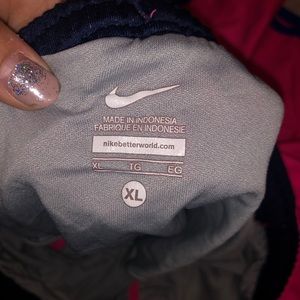 MADE IN INDONESIA
FABRIQUÉ EN INDONESIE
nikebetterworld.com
XL TG EG
XL